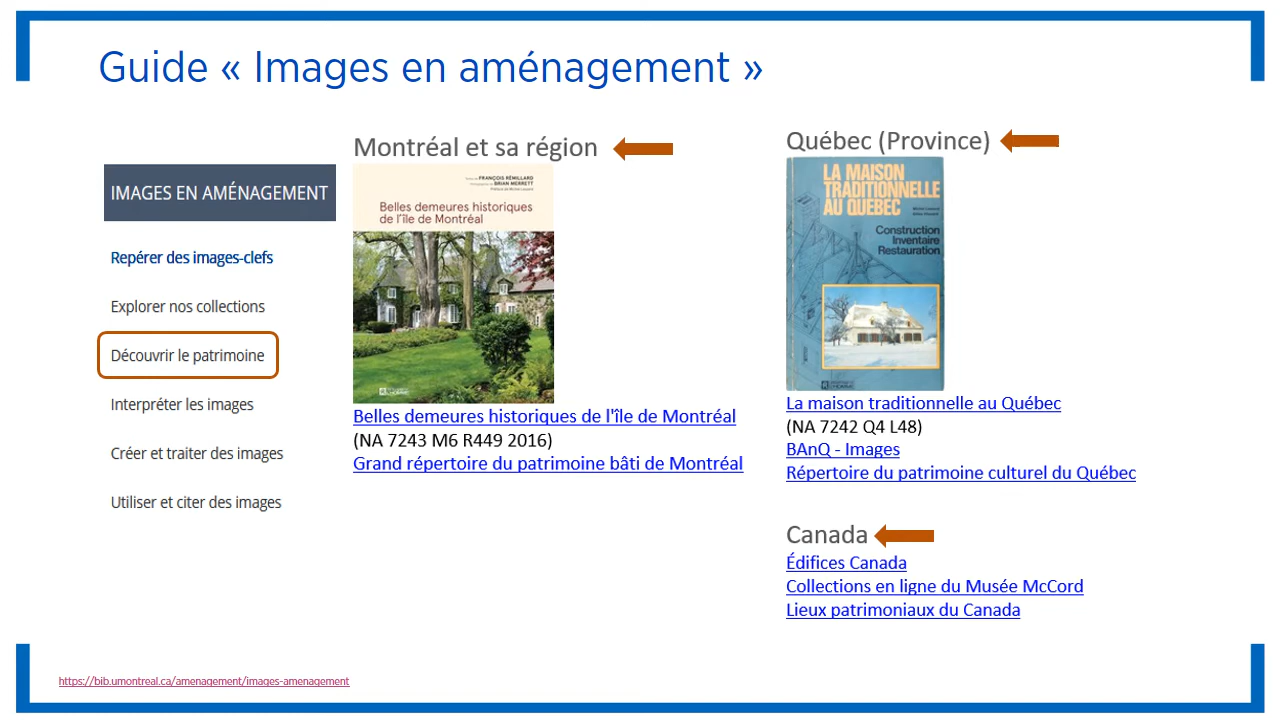 Guide « Images en aménagement »
IMAGES EN AMÉNAGEMENT
Repérer des images-clefs
Explorer nos collections
Découvrir le patrimoine
Interpréter les images
Créer et traiter des images
Utiliser et citer des images
Montréal et sa région
FRANÇOIS RÉMILLARD
BRIAN MERRETT
Belles demeures historiques
de l'île de Montréal
Belles demeures historiques de l'île de Montréal
(NA 7243 M6 R449 2016)
Grand répertoire du patrimoine bâti de Montréal
Québec (Province)
LA MAISON
TRADITIONNELLE
AU QUÉBEC
Construction
Inventaire
Restauration
La maison traditionnelle au Québec
(NA 7242 Q4 L48)
BAnQ - Images
Répertoire du patrimoine culturel du Québec
Canada
Édifices Canada
Collections en ligne du Musée McCord
Lieux patrimoniaux du Canada
https://bib.umontreal.ca/amenagement/images-amenagement